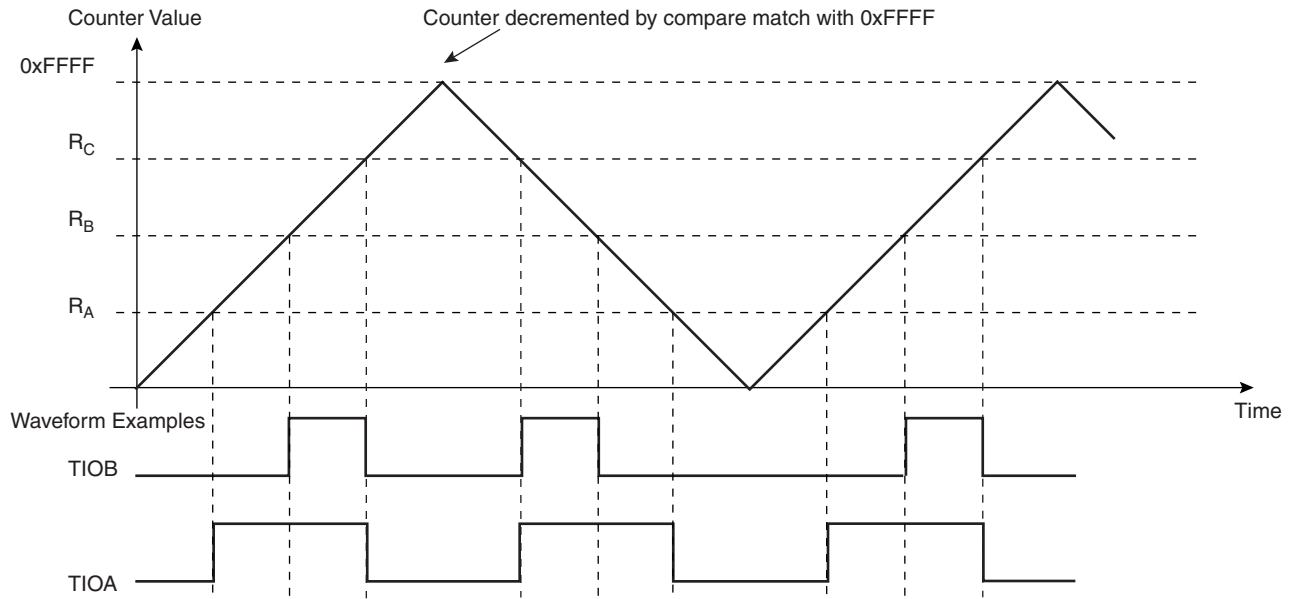 Counter Value
Counter decremented by compare match with 0xFFFF
0xFFFF
RC
RB
RA
Time
Waveform Examples
TIOB
TIOA